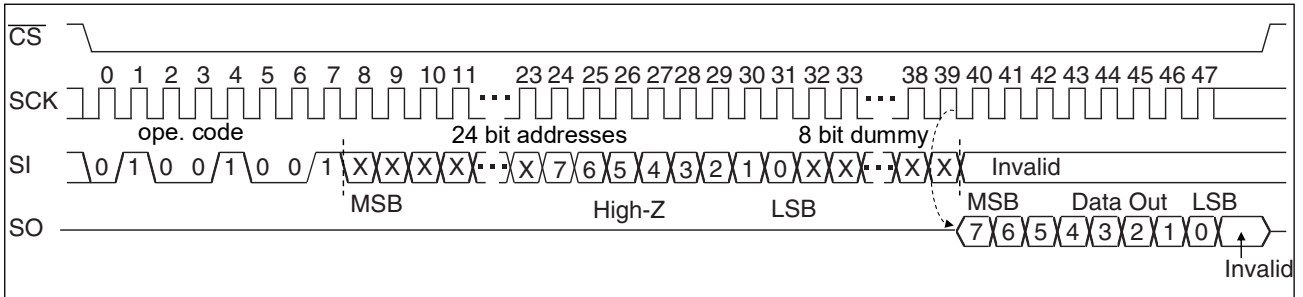 CS
0 1 2 3 4 5 6 7 8 9 10 11 23 24 25 26 27 28 29 30 31 32 33 38 39 40 41 42 43 44 45 46 47
SCK
ope. code 24 bit addresses 8 bit dummy
SI 0 1 0 0 1 0 0 1 X X X X X 7 6 5 4 3 2 1 0 X X X X Invalid
MSB High-Z LSB MSB Data Out LSB
SO 7 6 5 4 3 2 1 0
Invalid